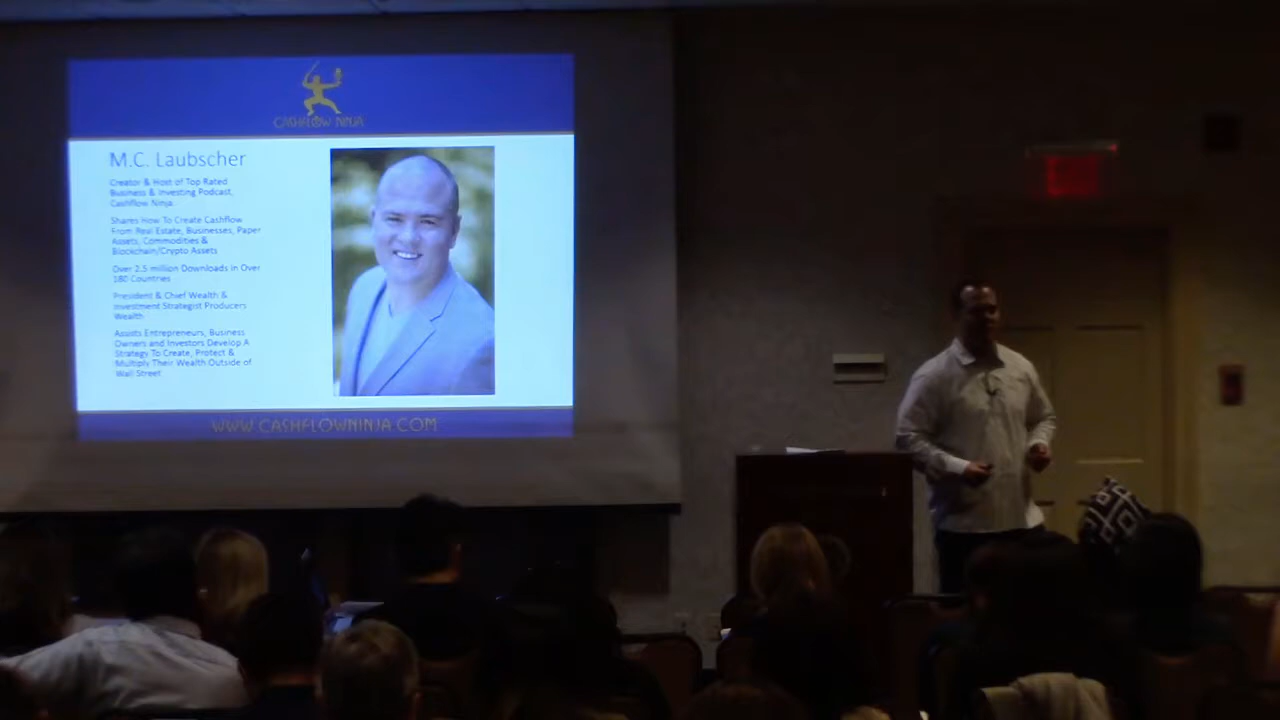 CASHFLOW NINJA
M.C. Laubscher
Creator & Host of Top Rated
Business & Investing Podcast,
Cashflow Ninja
Shares How To Create Cashflow
From Real Estate, Businesses, Paper
Assets, Commodities &
Blockchain/Crypto Assets
Over 2.5 million Downloads in Over
180 Countries
President & Chief Wealth &
Investment Strategist Producers
Wealth
Assists Entrepreneurs, Business
Owners and Investors Develop A
Strategy To Create, Protect &
Multiply Their Wealth Outside of
Wall Street
WWW.CASHFLOWNINJA.COM